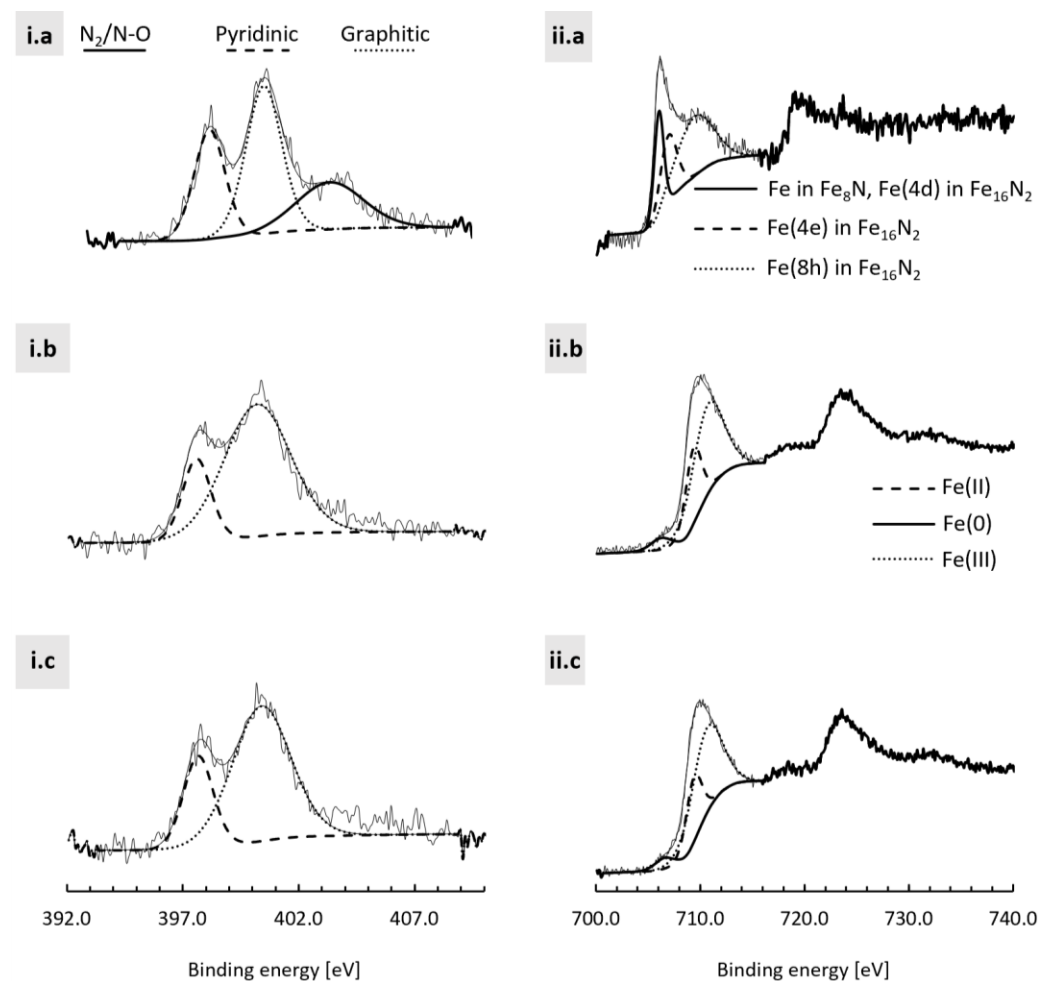 i.a N₂/N-O Pyridinic Graphitic
ii.a
Fe in Fe₈N, Fe(4d) in Fe₁₆N₂
Fe(4e) in Fe₁₆N₂
Fe(8h) in Fe₁₆N₂
i.b
ii.b
Fe(II)
Fe(0)
Fe(III)
i.c
ii.c
392.0 397.0 402.0 407.0
Binding energy [eV]
700.0 710.0 720.0 730.0 740.0
Binding energy [eV]